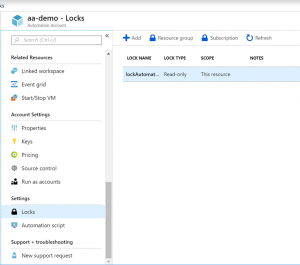 ks
aa-demo - Locks
Automation Account
Search (Ctrl+/)
Related Resources
Linked workspace
Event grid
Start/Stop VM
Account Settings
Properties
Keys
Pricing
Source control
Run as accounts
Settings
Locks
Automation script
Support + troubleshooting
New support request
Add
Resource group
Subscription
Refresh
LOCK NAME LOCK TYPE SCOPE NOTES
lockAutomat... Read-only This resource